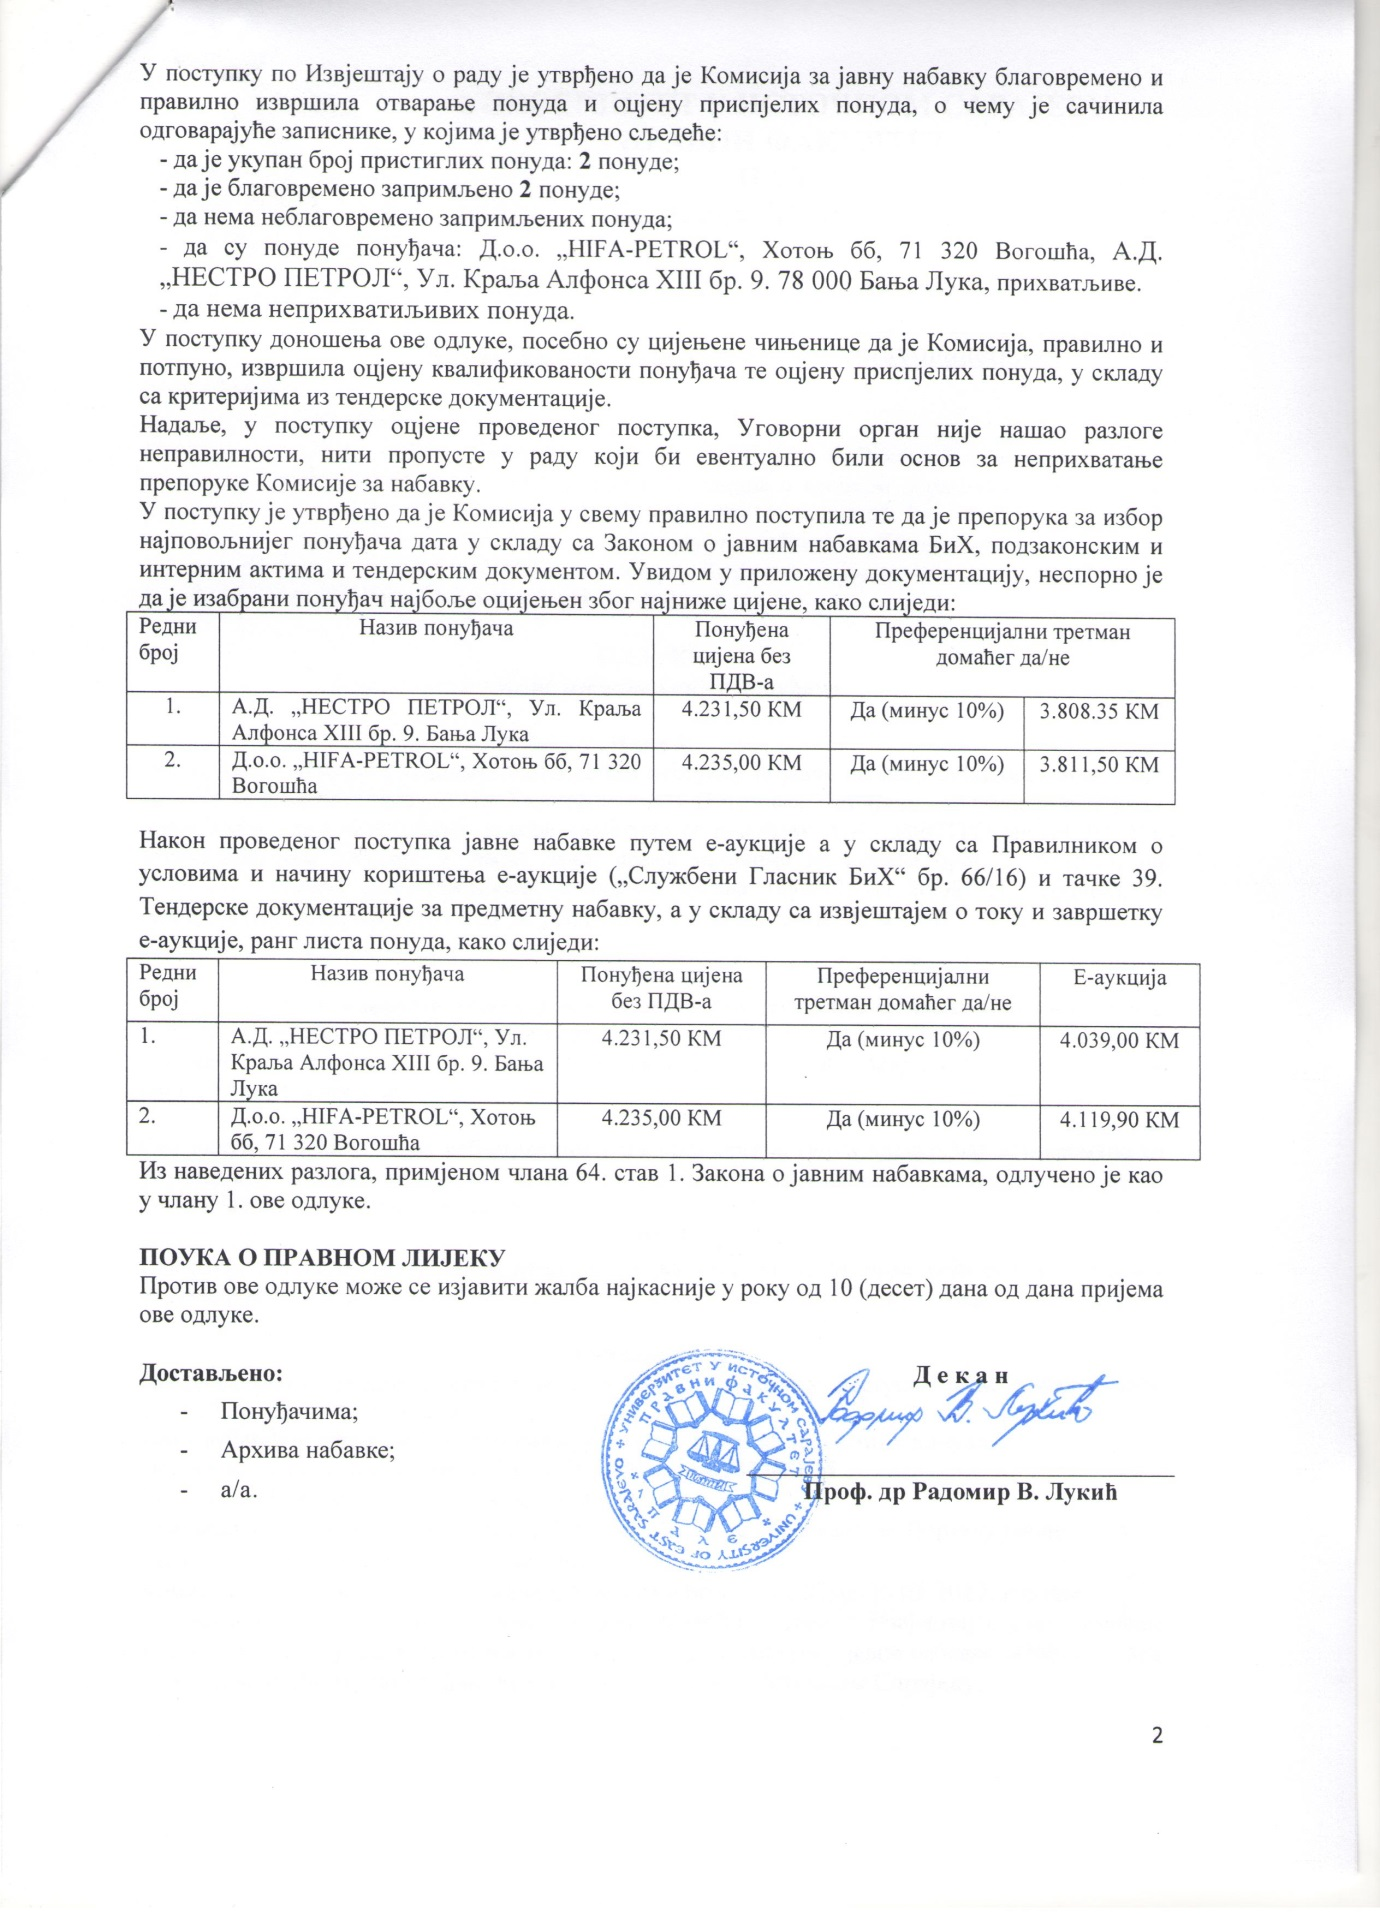 У поступку по Извјештају о раду је утврђено да је Комисија за јавну набавку благовремено и
правилно извршила отварање понуда и оцјену приспјелих понуда, о чему је сачинила
одговарајуће записнике, у којима је утврђено сљедеће:
- да је укупан број пристиглих понуда: 2 понуде;
- да је благовремено запримљено 2 понуде;
- да нема неблаговремено запримљених понуда;
- да су понуде понуђача: Д.о.о. „HIFA-PETROL“, Хотоњ бб, 71 320 Вогошћа, А.Д.
„НЕСТРО ПЕТРОЛ“, Ул. Краља Алфонса XIII бр. 9. 78 000 Бања Лука, прихватљиве.
- да нема неприхватиљивих понуда.
У поступку доношења ове одлуке, посебно су цијењене чињенице да је Комисија, правилно и
потпуно, извршила оцјену квалификованости понуђача те оцјену приспјелих понуда, у складу
са критеријима из тендерске документације.
Надаље, у поступку оцјене проведеног поступка, Уговорни орган није нашао разлоге
неправилности, нити пропусте у раду који би евентуално били основ за неприхватање
препоруке Комисије за набавку.
У поступку је утврђено да је Комисија у свему правилно поступила те да је препорука за избор
најповољнијег понуђача дата у складу са Законом о јавним набавкама БиХ, подзаконским и
интерним актима и тендерским документом. Увидом у приложену документацију, неспорно је
да је изабрани понуђач најбоље оцијењен због најниже цијене, како слиједи:
Редни број Назив понуђача Понуђена цијена без ПДВ-а Преференцијални третман домаћег да/не
1. А.Д. „НЕСТРО ПЕТРОЛ“, Ул. Краља Алфонса XIII бр. 9. Бања Лука 4.231,50 КМ Да (минус 10%) 3.808.35 КМ
2. Д.о.о. „HIFA-PETROL“, Хотоњ бб, 71 320 Вогошћа 4.235,00 КМ Да (минус 10%) 3.811,50 КМ
Након проведеног поступка јавне набавке путем е-аукције а у складу са Правилником о
условима и начину кориштења е-аукције („Службени Гласник БиХ“ бр. 66/16) и тачке 39.
Тендерске документације за предметну набавку, а у складу са извјештајем о току и завршетку
е-аукције, ранг листа понуда, како слиједи:
Редни број Назив понуђача Понуђена цијена без ПДВ-а Преференцијални третман домаћег да/не Е-аукција
1. А.Д. „НЕСТРО ПЕТРОЛ“, Ул. Краља Алфонса XIII бр. 9. Бања Лука 4.231,50 КМ Да (минус 10%) 4.039,00 КМ
2. Д.о.о. „HIFA-PETROL“, Хотоњ бб, 71 320 Вогошћа 4.235,00 КМ Да (минус 10%) 4.119,90 КМ
Из наведених разлога, примјеном члана 64. став 1. Закона о јавним набавкама, одлучено је као
у члану 1. ове одлуке.
ПОУКА О ПРАВНОМ ЛИЈЕКУ
Против ове одлуке може се изјавити жалба најкасније у року од 10 (десет) дана од дана пријема
ове одлуке.
Достављено:
- Понуђачима;
- Архива набавке;
- а/а.
Д е к а н
Радомир В. Лукић
Проф. др Радомир В. Лукић
УНИВЕРЗИТЕТ У ИСТОЧНОМ САРАЈЕВУ + UNIVERSITY OF EAST SARAJEVO +
ПРАВНИ ФАКУЛТЕТ
ПАЛЕ
2